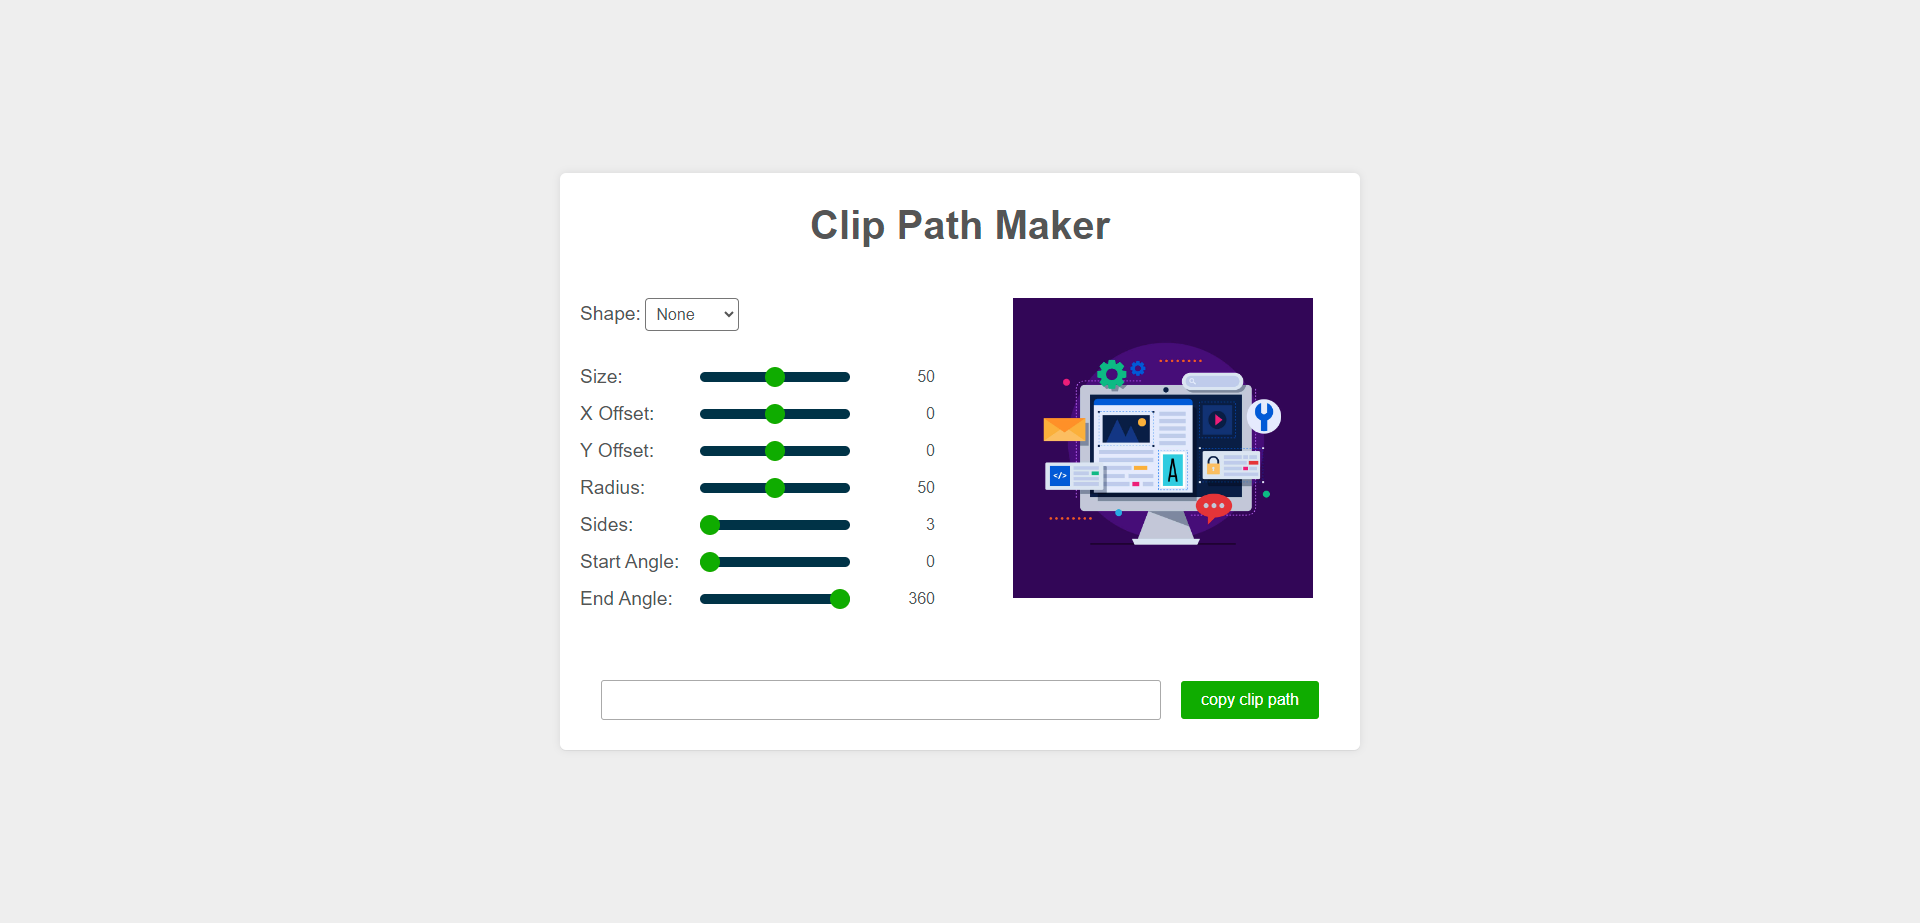 Clip Path Maker
Shape: None
Size: 50
X Offset: 0
Y Offset: 0
Radius: 50
Sides: 3
Start Angle: 0
End Angle: 360
</>
A
copy clip path